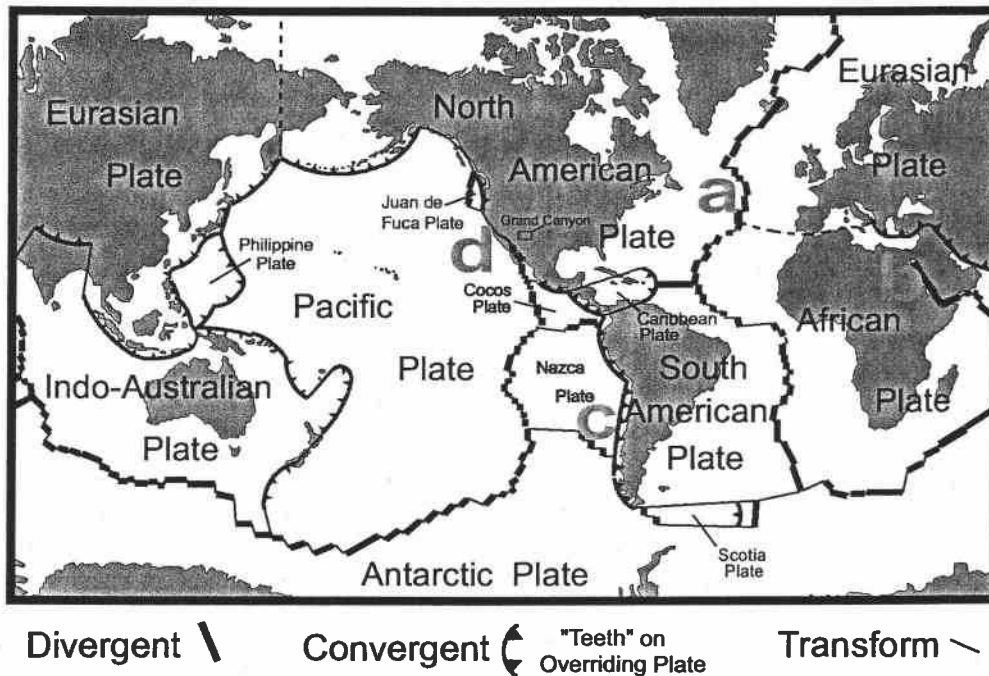 Eurasian
Plate
North
American
Plate
Eurasian
Plate
a
Juan de
Fuca Plate
Grand Canyon
Philippine
Plate
d
b
Pacific
Plate
Cocos
Plate
Caribbean
Plate
African
Plate
Indo-Australian
Plate
Nazca
Plate
c
South
American
Plate
Scotia
Plate
Antarctic Plate
Divergent
Convergent
"Teeth" on
Overriding Plate
Transform